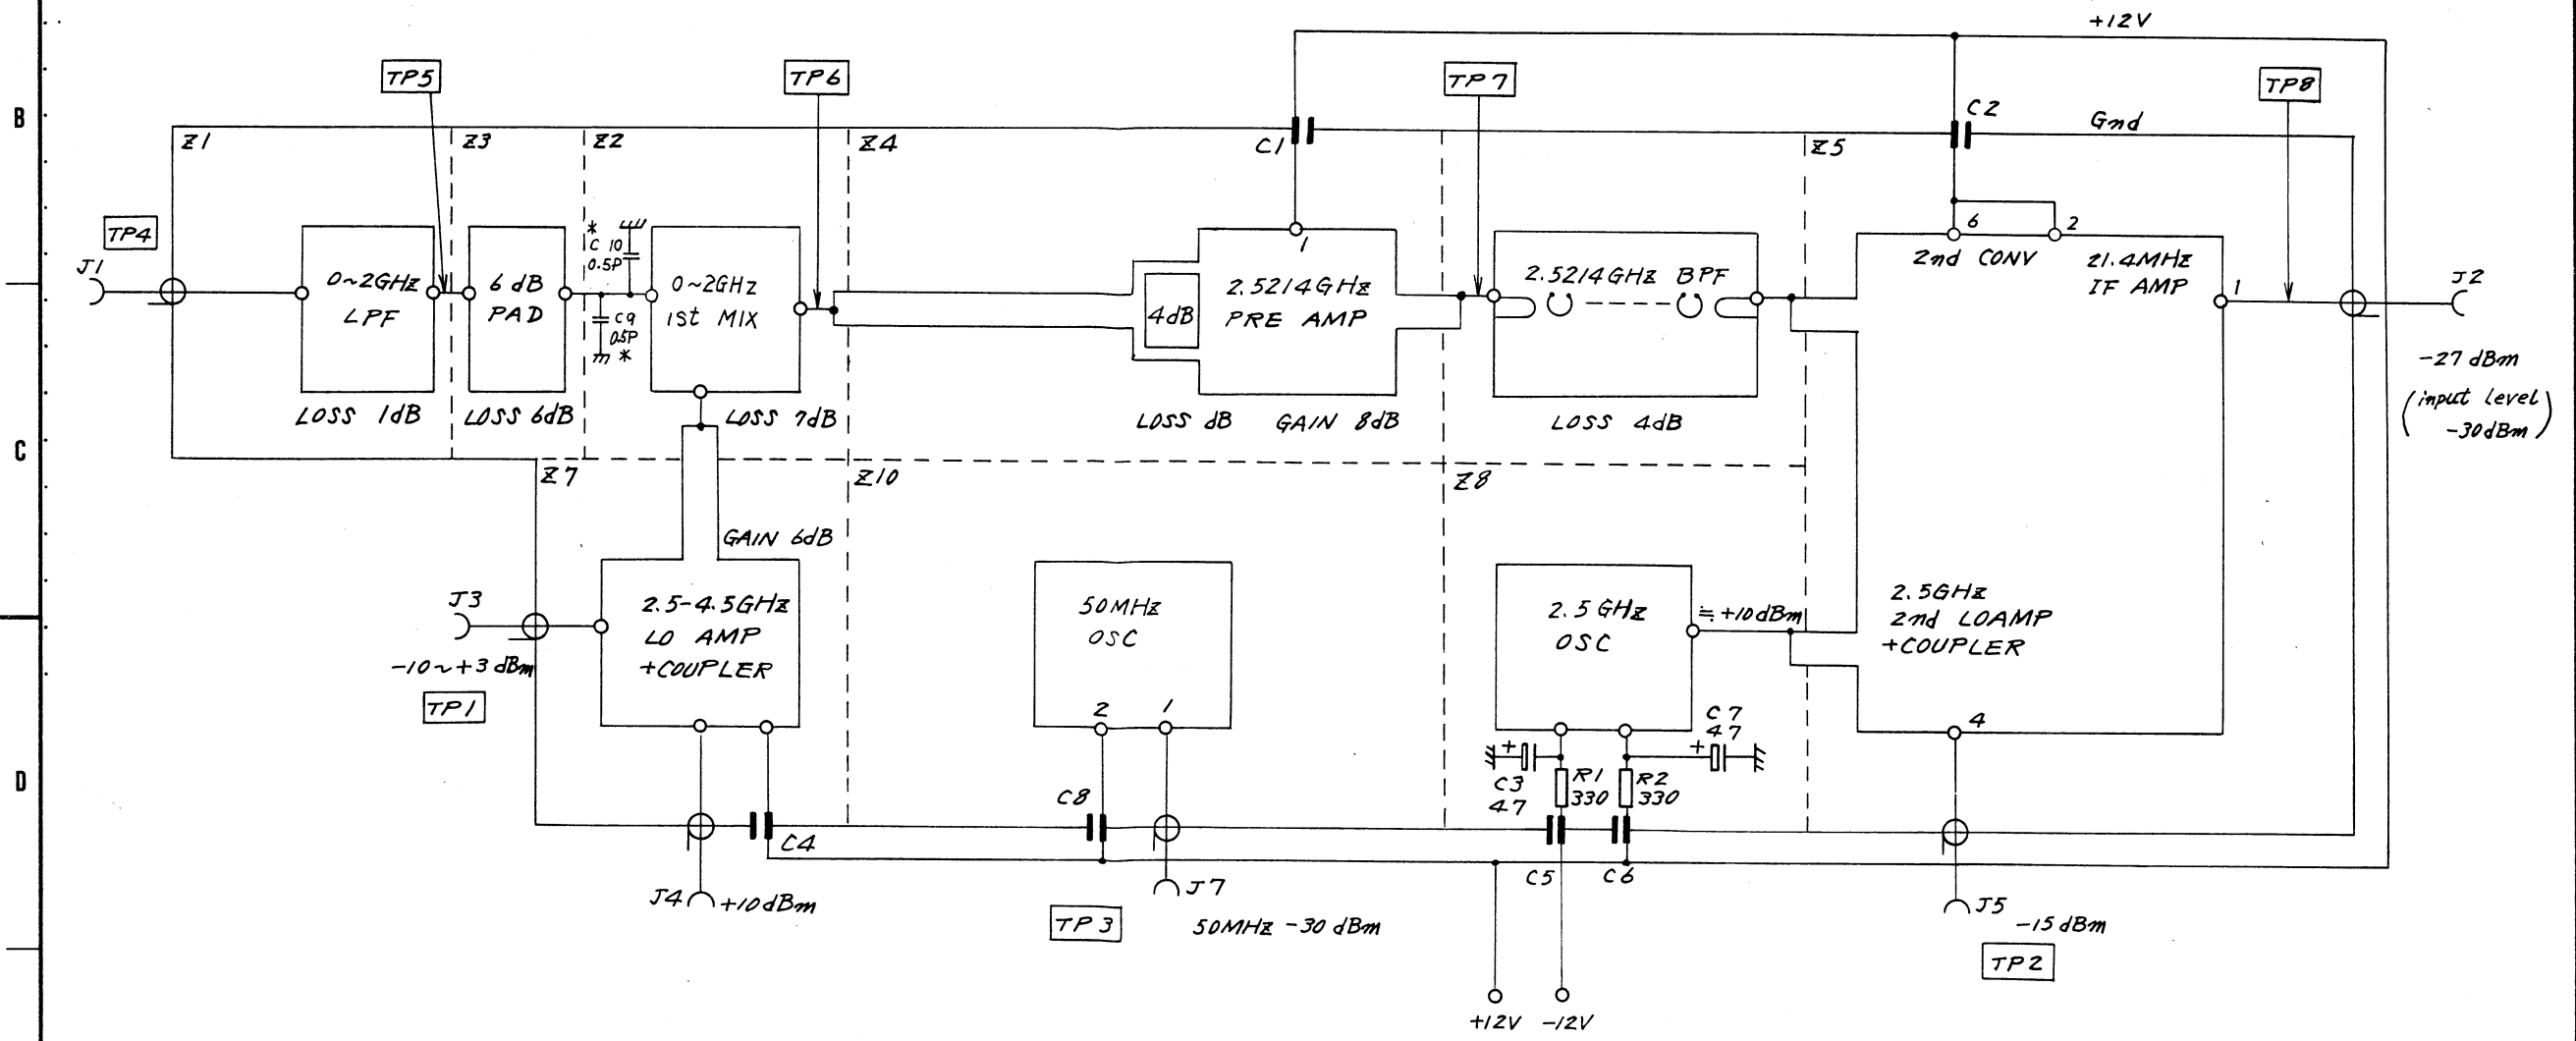 +12V
TP5
TP6
TP7
TP8
B
Z1
Z3
Z2
Z4
C1
Z5
C2
Gnd
TP4
J1
0~2GHz
LPF
6 dB
PAD
*
C 10
0.5P
C9
0.5P
*
0~2GHz
1st MIX
4dB
1
2.5214GHz
PRE AMP
2.5214GHz BPF
6
2
2nd CONV
21.4MHz
IF AMP
1
J2
-27 dBm
(input level
-30dBm)
LOSS 1dB
LOSS 6dB
LOSS 7dB
LOSS dB
GAIN 8dB
LOSS 4dB
C
Z7
Z10
Z8
GAIN 6dB
J3
-10~+3 dBm
TP1
2.5-4.5GHz
LO AMP
+COUPLER
50MHz
OSC
2
1
2.5 GHz
OSC
≒+10dBm
2.5GHz
2nd LOAMP
+COUPLER
4
D
C4
C8
+
C3
47
R1
330
R2
330
+
C7
47
C5
C6
J4
+10dBm
TP3
J7
50MHz -30 dBm
J5
-15 dBm
TP2
+12V
-12V